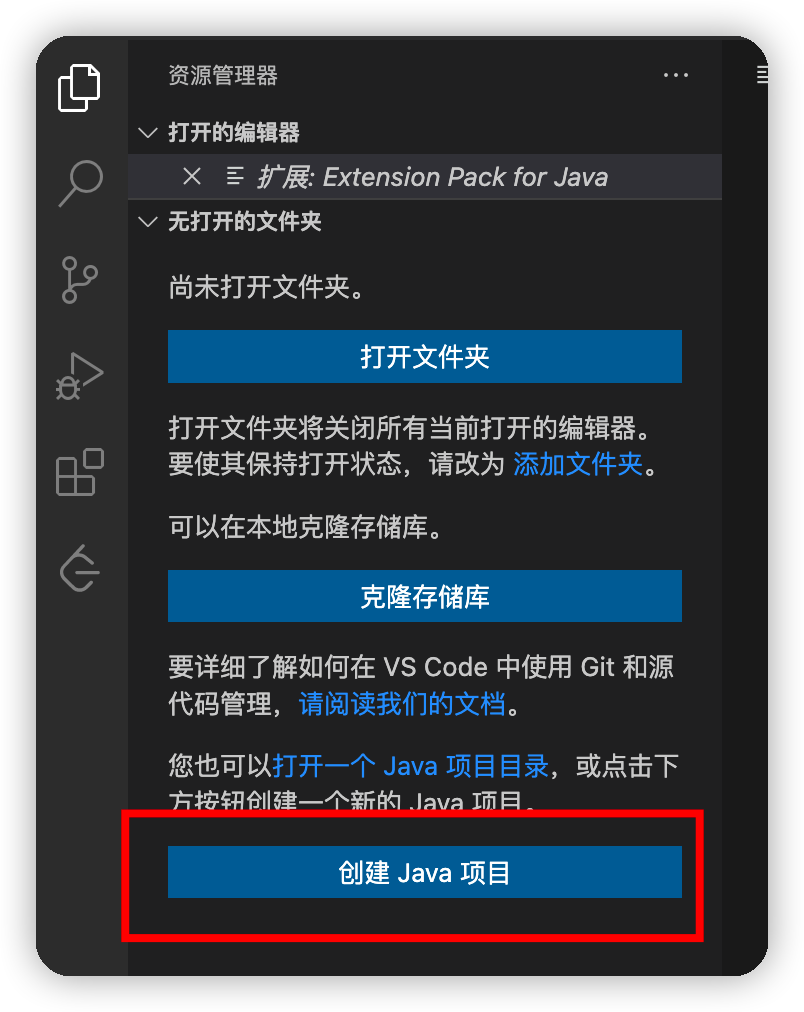 资源管理器
打开的编辑器
扩展: Extension Pack for Java
无打开的文件夹
尚未打开文件夹。
打开文件夹
打开文件夹将关闭所有当前打开的编辑器。
要使其保持打开状态，请改为 添加文件夹。
可以在本地克隆存储库。
克隆存储库
要详细了解如何在 VS Code 中使用 Git 和源
代码管理，请阅读我们的文档。
您也可以打开一个 Java 项目目录，或点击下
方按钮创建一个新的 Java 项目。
创建 Java 项目